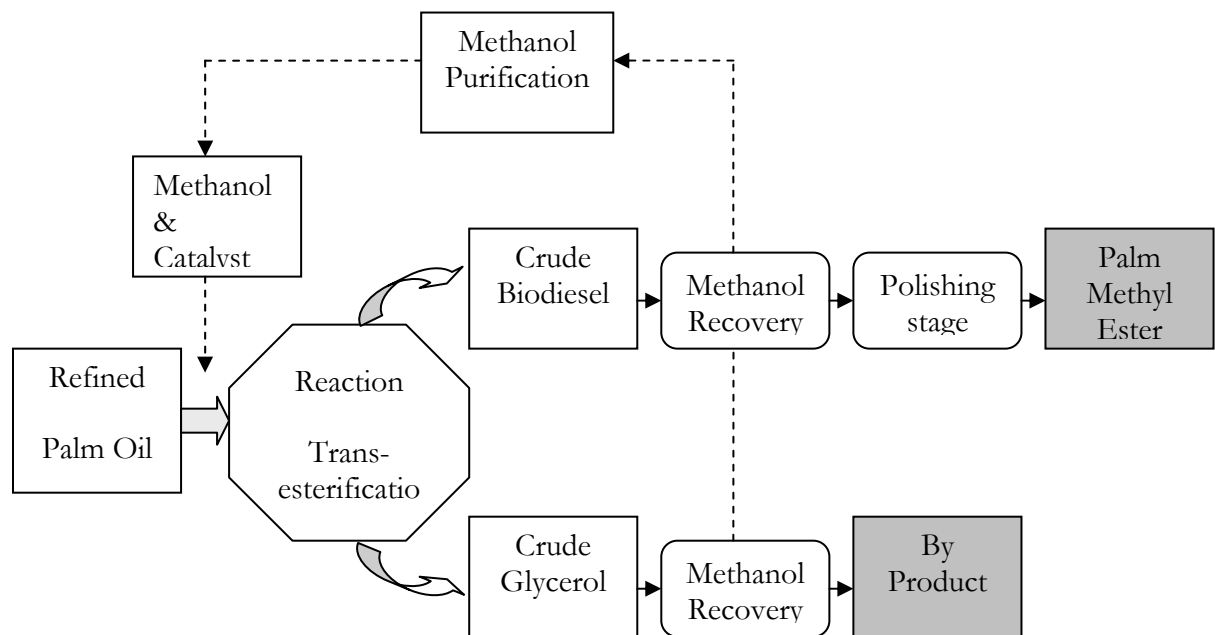 Methanol
Purification
Methanol
&
Catalyst
Crude
Biodiesel
Methanol
Recovery
Polishing
stage
Palm
Methyl
Ester
Refined
Palm Oil
Reaction
Trans-
esterificatio
Crude
Glycerol
Methanol
Recovery
By
Product